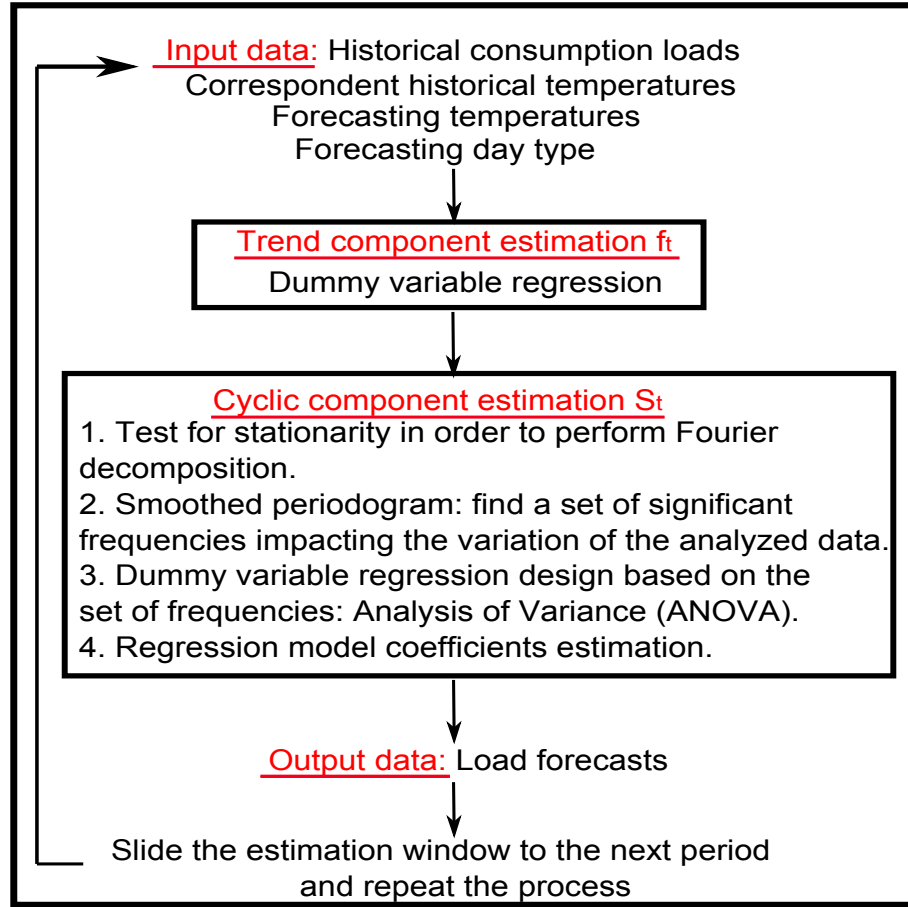 Input data: Historical consumption loads
Correspondent historical temperatures
Forecasting temperatures
Forecasting day type
Trend component estimation ft
Dummy variable regression
Cyclic component estimation St
1. Test for stationarity in order to perform Fourier
decomposition.
2. Smoothed periodogram: find a set of significant
frequencies impacting the variation of the analyzed data.
3. Dummy variable regression design based on the
set of frequencies: Analysis of Variance (ANOVA).
4. Regression model coefficients estimation.
Output data: Load forecasts
Slide the estimation window to the next period
and repeat the process